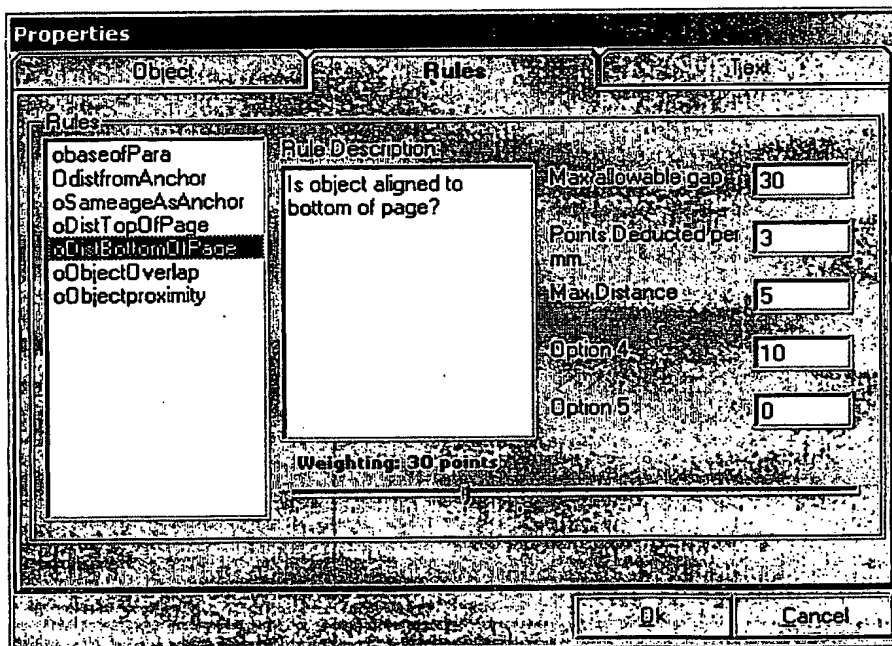 Properties
Object
Rules
Text
Rules
obaseofPara
OdistfromAnchor
oSameageAsAnchor
oDistTopOfPage
oDistBottomOfPage
oObjectOverlap
oObjectproximity
Rule Description
Is object aligned to
bottom of page?
Weighting: 30 points
Max allowable gap
30
Points Deducted per
mm
3
Max Distance
5
Option 4
10
Option 5
0
Ok
Cancel